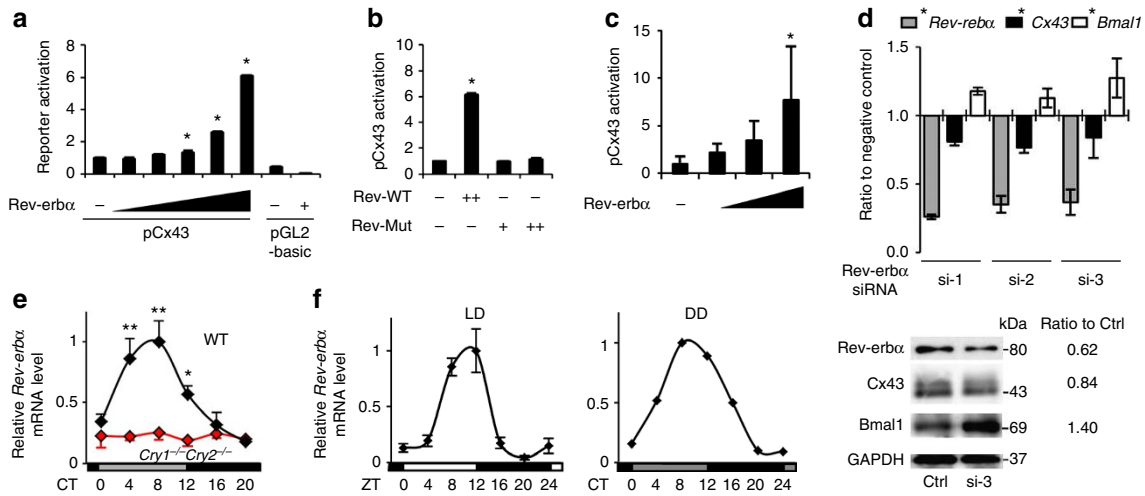 a
Reporter activation
8
6
4
2
0
* * *
Rev-erbα
–
– +
pCx43
pGL2
-basic
b
pCx43 activation
10
8
6
4
2
0
*
Rev-WT – ++ – –
Rev-Mut – – + ++
c
pCx43 activation
15
10
5
0
*
Rev-erbα –
d
* Rev-rebα * Cx43 * Bmal1
Ratio to negative control
1.5
1.0
0.5
0.0
Rev-erbα
siRNA
si-1 si-2 si-3
kDa Ratio to Ctrl
Rev-erbα -80 0.62
Cx43 -43 0.84
Bmal1 -69 1.40
GAPDH -37
Ctrl si-3
e
Relative Rev-erbα
mRNA level
1
0.5
0
** ** *
WT
Cry1–/–Cry2–/–
CT 0 4 8 12 16 20
f
LD
Relative Rev-erbα
mRNA level
1
0.5
0
ZT 0 4 8 12 16 20 24
DD
1
0.5
0
CT 0 4 8 12 16 20 24